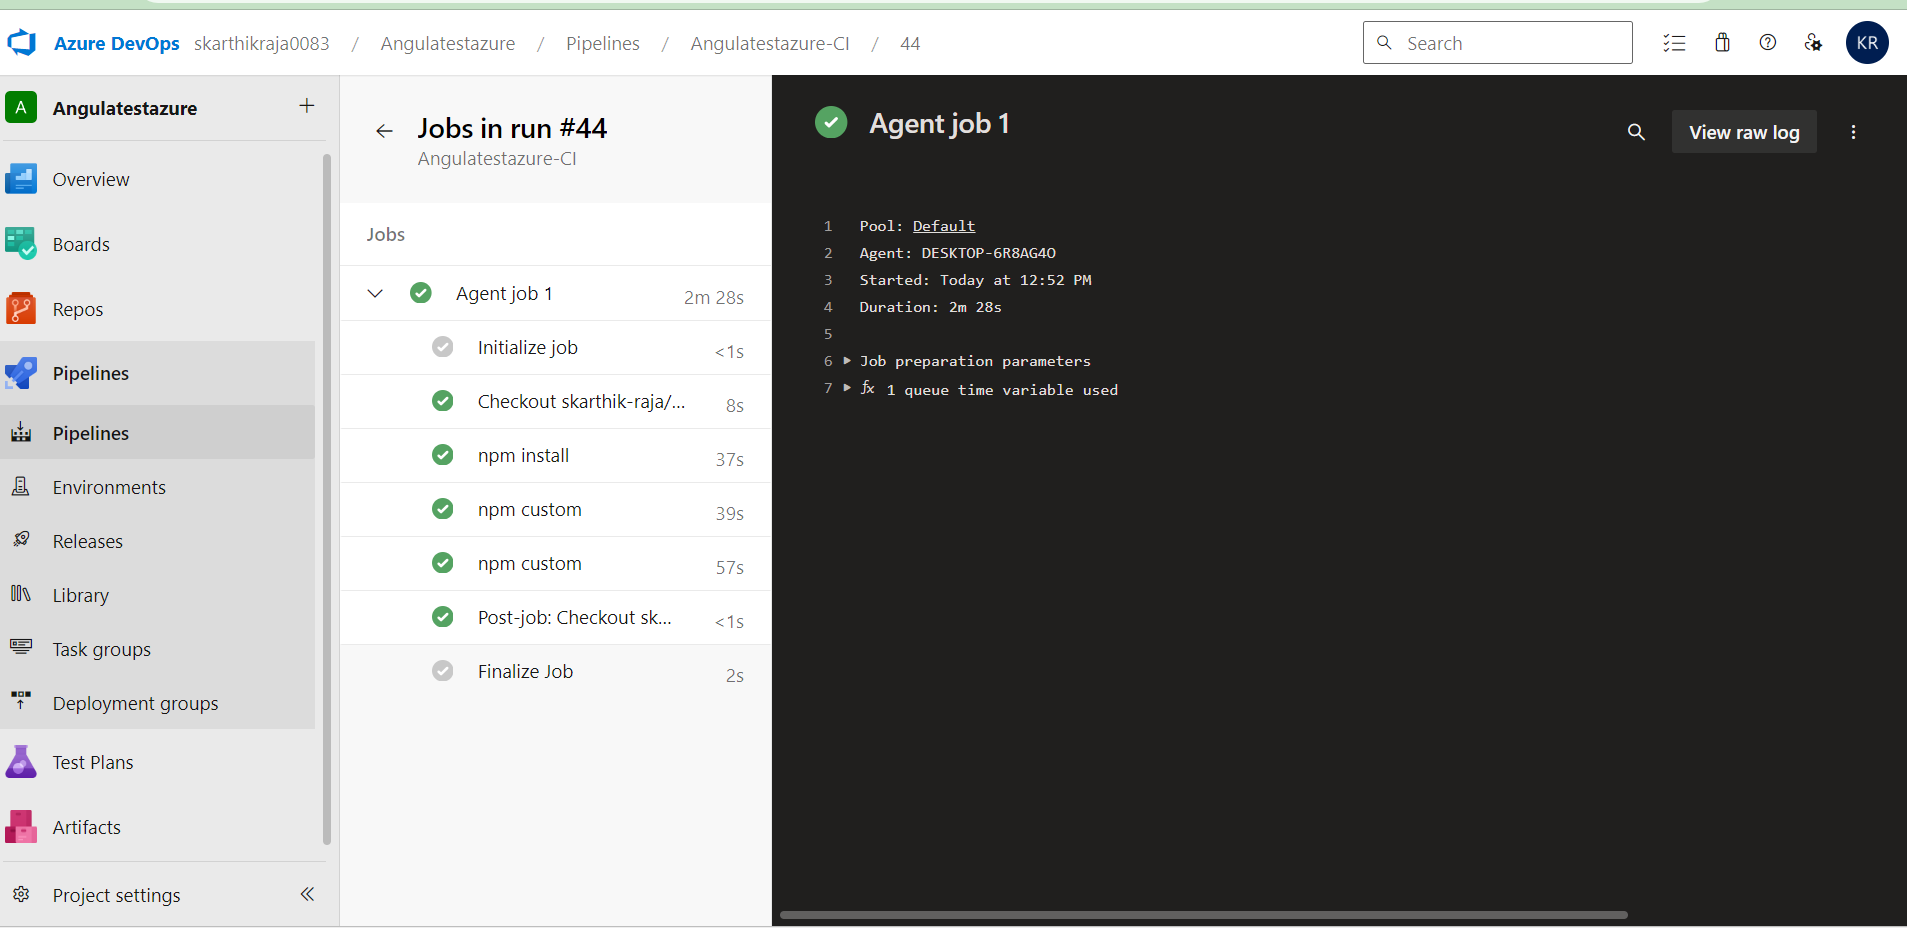 Azure DevOps skarthikraja0083 / Angulatestazure / Pipelines / Angulatestazure-CI / 44
Search
KR
A Angulatestazure
Overview
Boards
Repos
Pipelines
Pipelines
Environments
Releases
Library
Task groups
Deployment groups
Test Plans
Artifacts
Project settings
Jobs in run #44
Angulatestazure-CI
Jobs
Agent job 1 2m 28s
Initialize job <1s
Checkout skarthik-raja/... 8s
npm install 37s
npm custom 39s
npm custom 57s
Post-job: Checkout sk... <1s
Finalize Job 2s
Agent job 1
View raw log
1 Pool: Default
2 Agent: DESKTOP-6R8AG4O
3 Started: Today at 12:52 PM
4 Duration: 2m 28s
5
6 Job preparation parameters
7 fx 1 queue time variable used